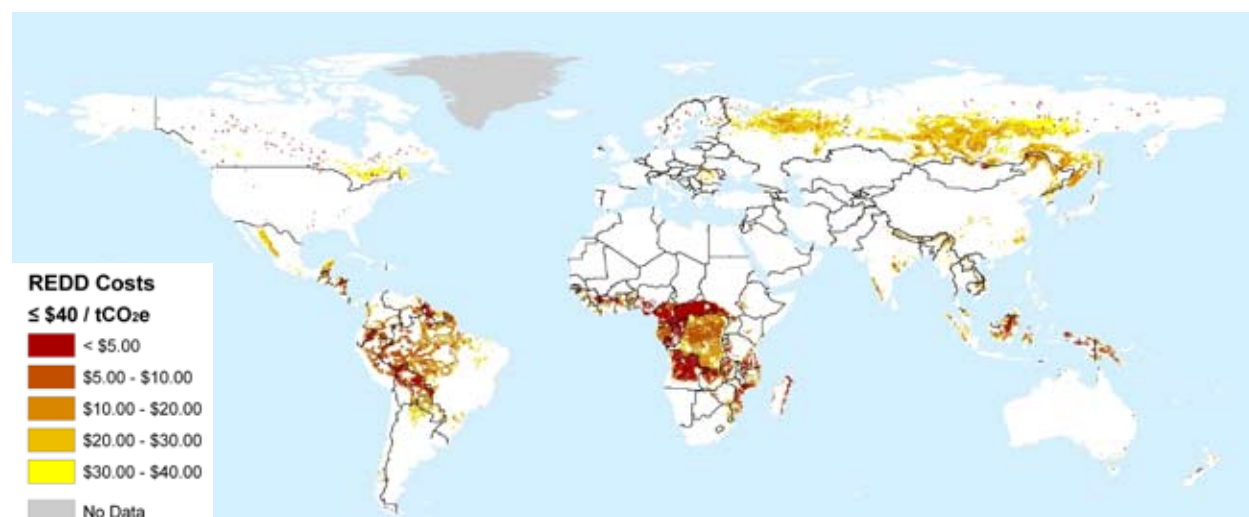 REDD Costs
≤ $40 / tCO₂e
< $5.00
$5.00 - $10.00
$10.00 - $20.00
$20.00 - $30.00
$30.00 - $40.00
No Data